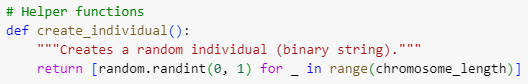 # Helper functions
def create_individual():
    """Creates a random individual (binary string)."""
    return [random.randint(0, 1) for _ in range(chromosome_length)]